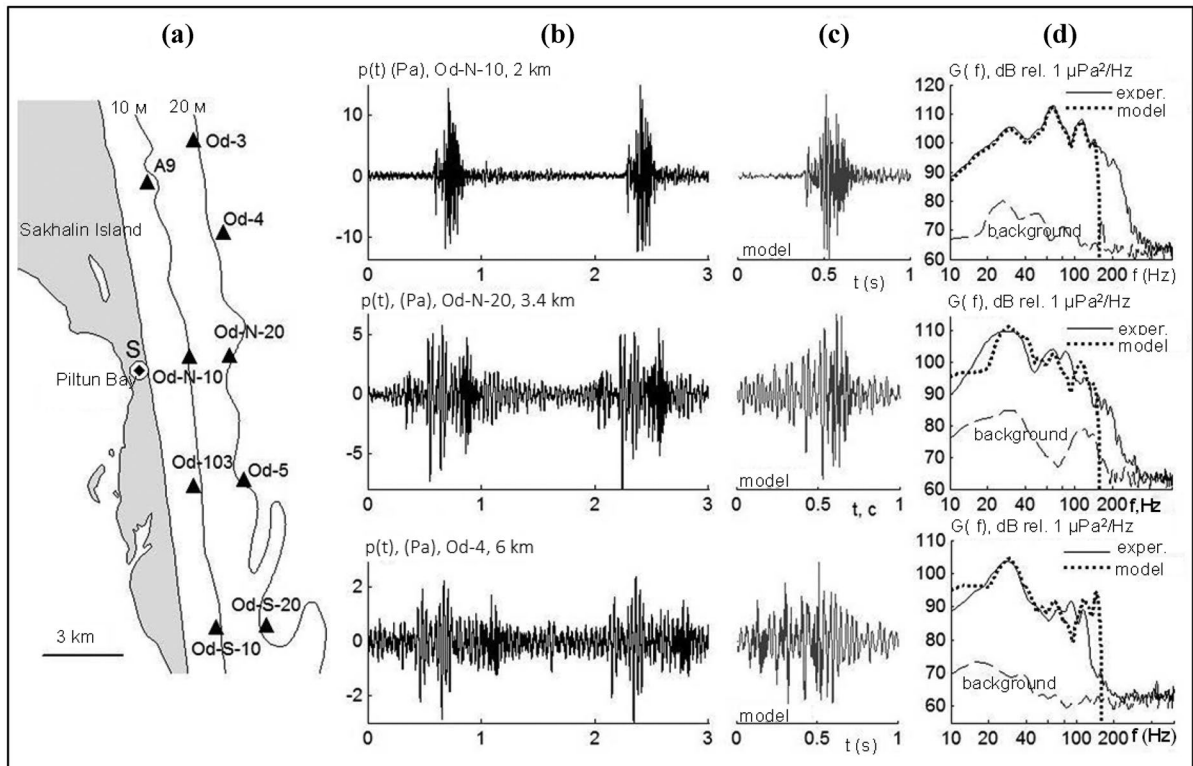 (a) (b) (c) (d)
10 м 20 м
Od-3
A9
Od-4
Sakhalin Island
Od-N-20
S
Piltun Bay
Od-N-10
Od-103
Od-5
Od-S-20
3 km
Od-S-10
p(t) (Pa), Od-N-10, 2 km
10
0
-10
0 1 2 3
model
0 0.5 1
t (s)
G( f), dB rel. 1 µPa²/Hz
120
110
100
90
80
70
60
exper.
model
background
10 20 40 100 200 f (Hz)
p(t), (Pa), Od-N-20, 3.4 km
5
0
-5
0 1 2 3
model
0 0.5 1
t, c
G( f), dB rel. 1 µPa²/Hz
110
100
90
80
70
60
exper.
model
background
10 20 40 100 200 f,Hz
p(t), (Pa), Od-4, 6 km
2
0
-2
0 1 2 3
model
0 0.5 1
t (s)
G( f), dB rel. 1 µPa²/Hz
110
100
90
80
70
60
exper.
model
background
10 20 40 100 200 f (Hz)